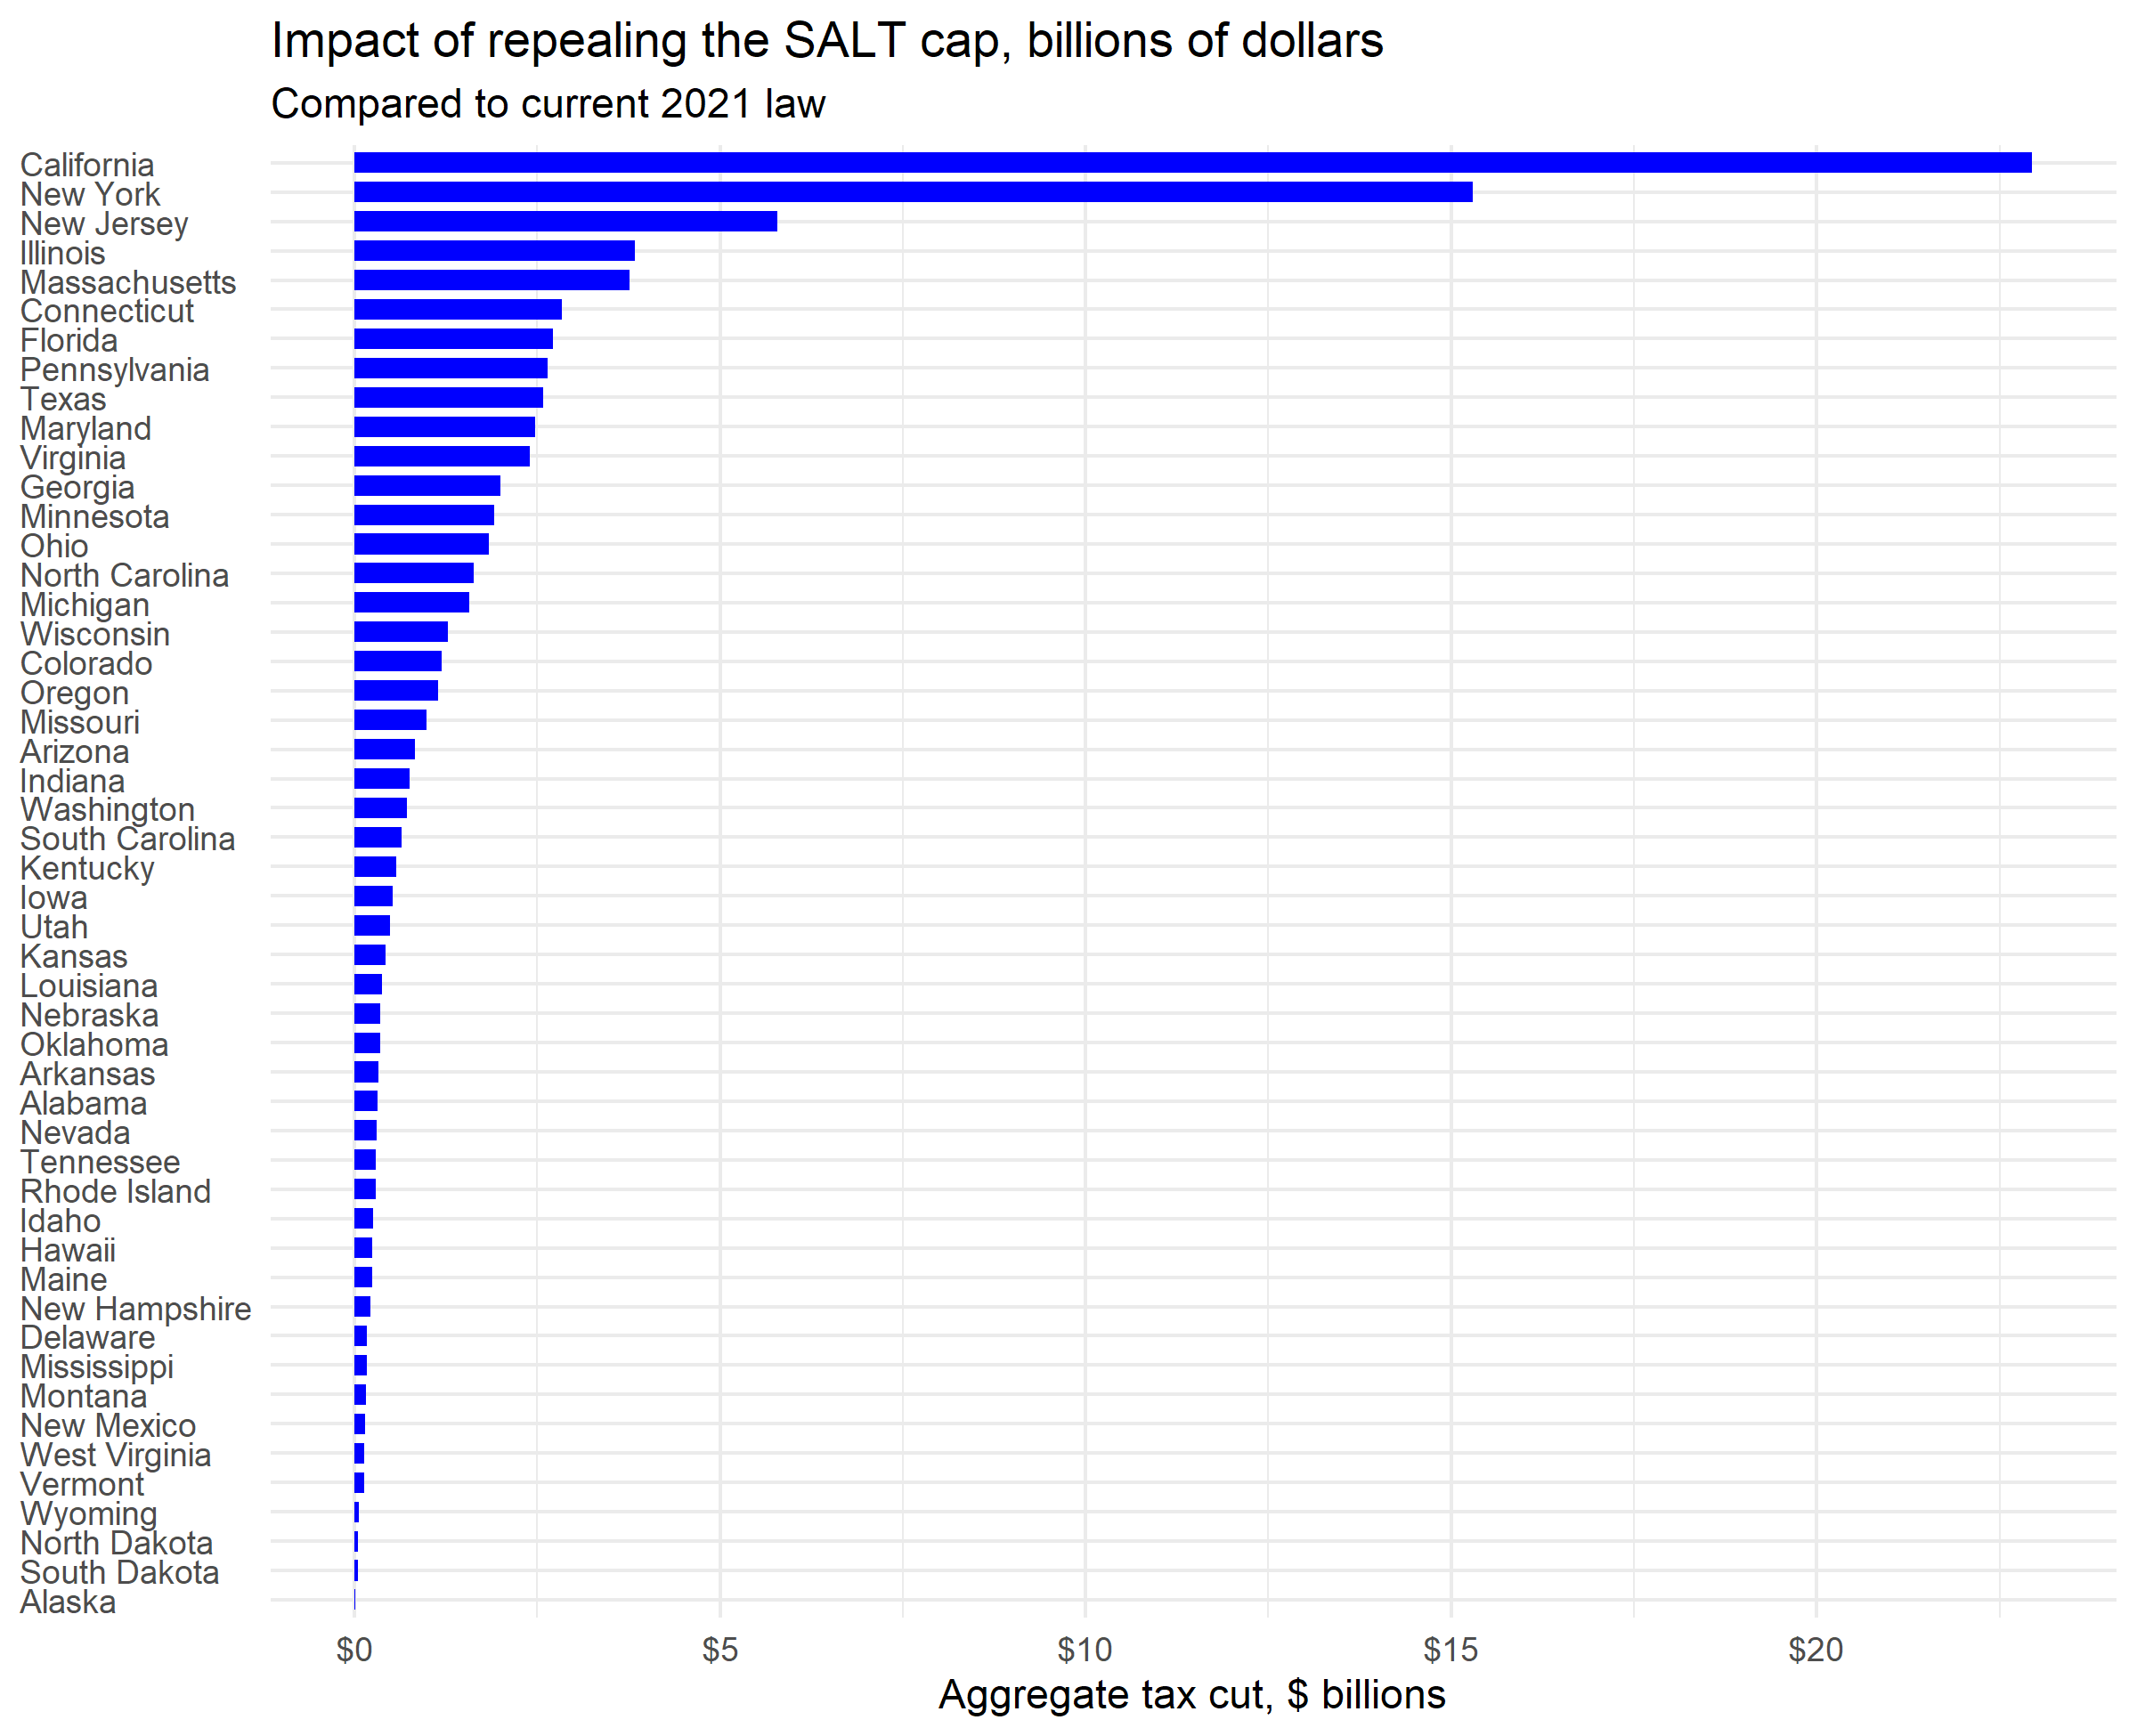 Impact of repealing the SALT cap, billions of dollars
Compared to current 2021 law
California
New York
New Jersey
Illinois
Massachusetts
Connecticut
Florida
Pennsylvania
Texas
Maryland
Virginia
Georgia
Minnesota
Ohio
North Carolina
Michigan
Wisconsin
Colorado
Oregon
Missouri
Arizona
Indiana
Washington
South Carolina
Kentucky
Iowa
Utah
Kansas
Louisiana
Nebraska
Oklahoma
Arkansas
Alabama
Nevada
Tennessee
Rhode Island
Idaho
Hawaii
Maine
New Hampshire
Delaware
Mississippi
Montana
New Mexico
West Virginia
Vermont
Wyoming
North Dakota
South Dakota
Alaska
$0 $5 $10 $15 $20
Aggregate tax cut, $ billions